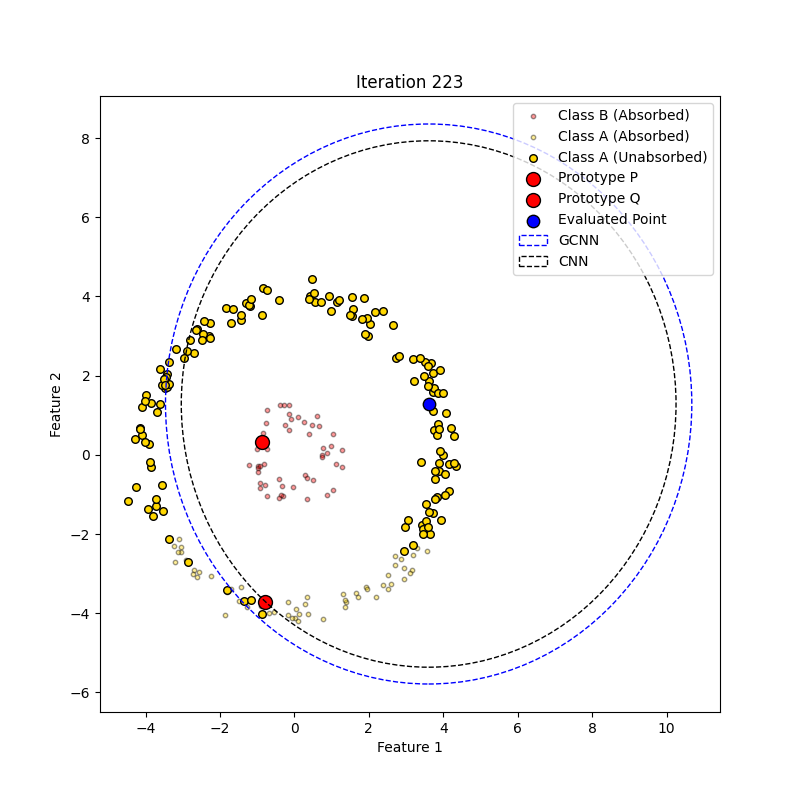 Iteration 223
Class B (Absorbed)
Class A (Absorbed)
Class A (Unabsorbed)
Prototype P
Prototype Q
Evaluated Point
GCNN
CNN
8
6
4
2
0
−2
−4
−6
Feature 2
−4 −2 0 2 4 6 8 10
Feature 1